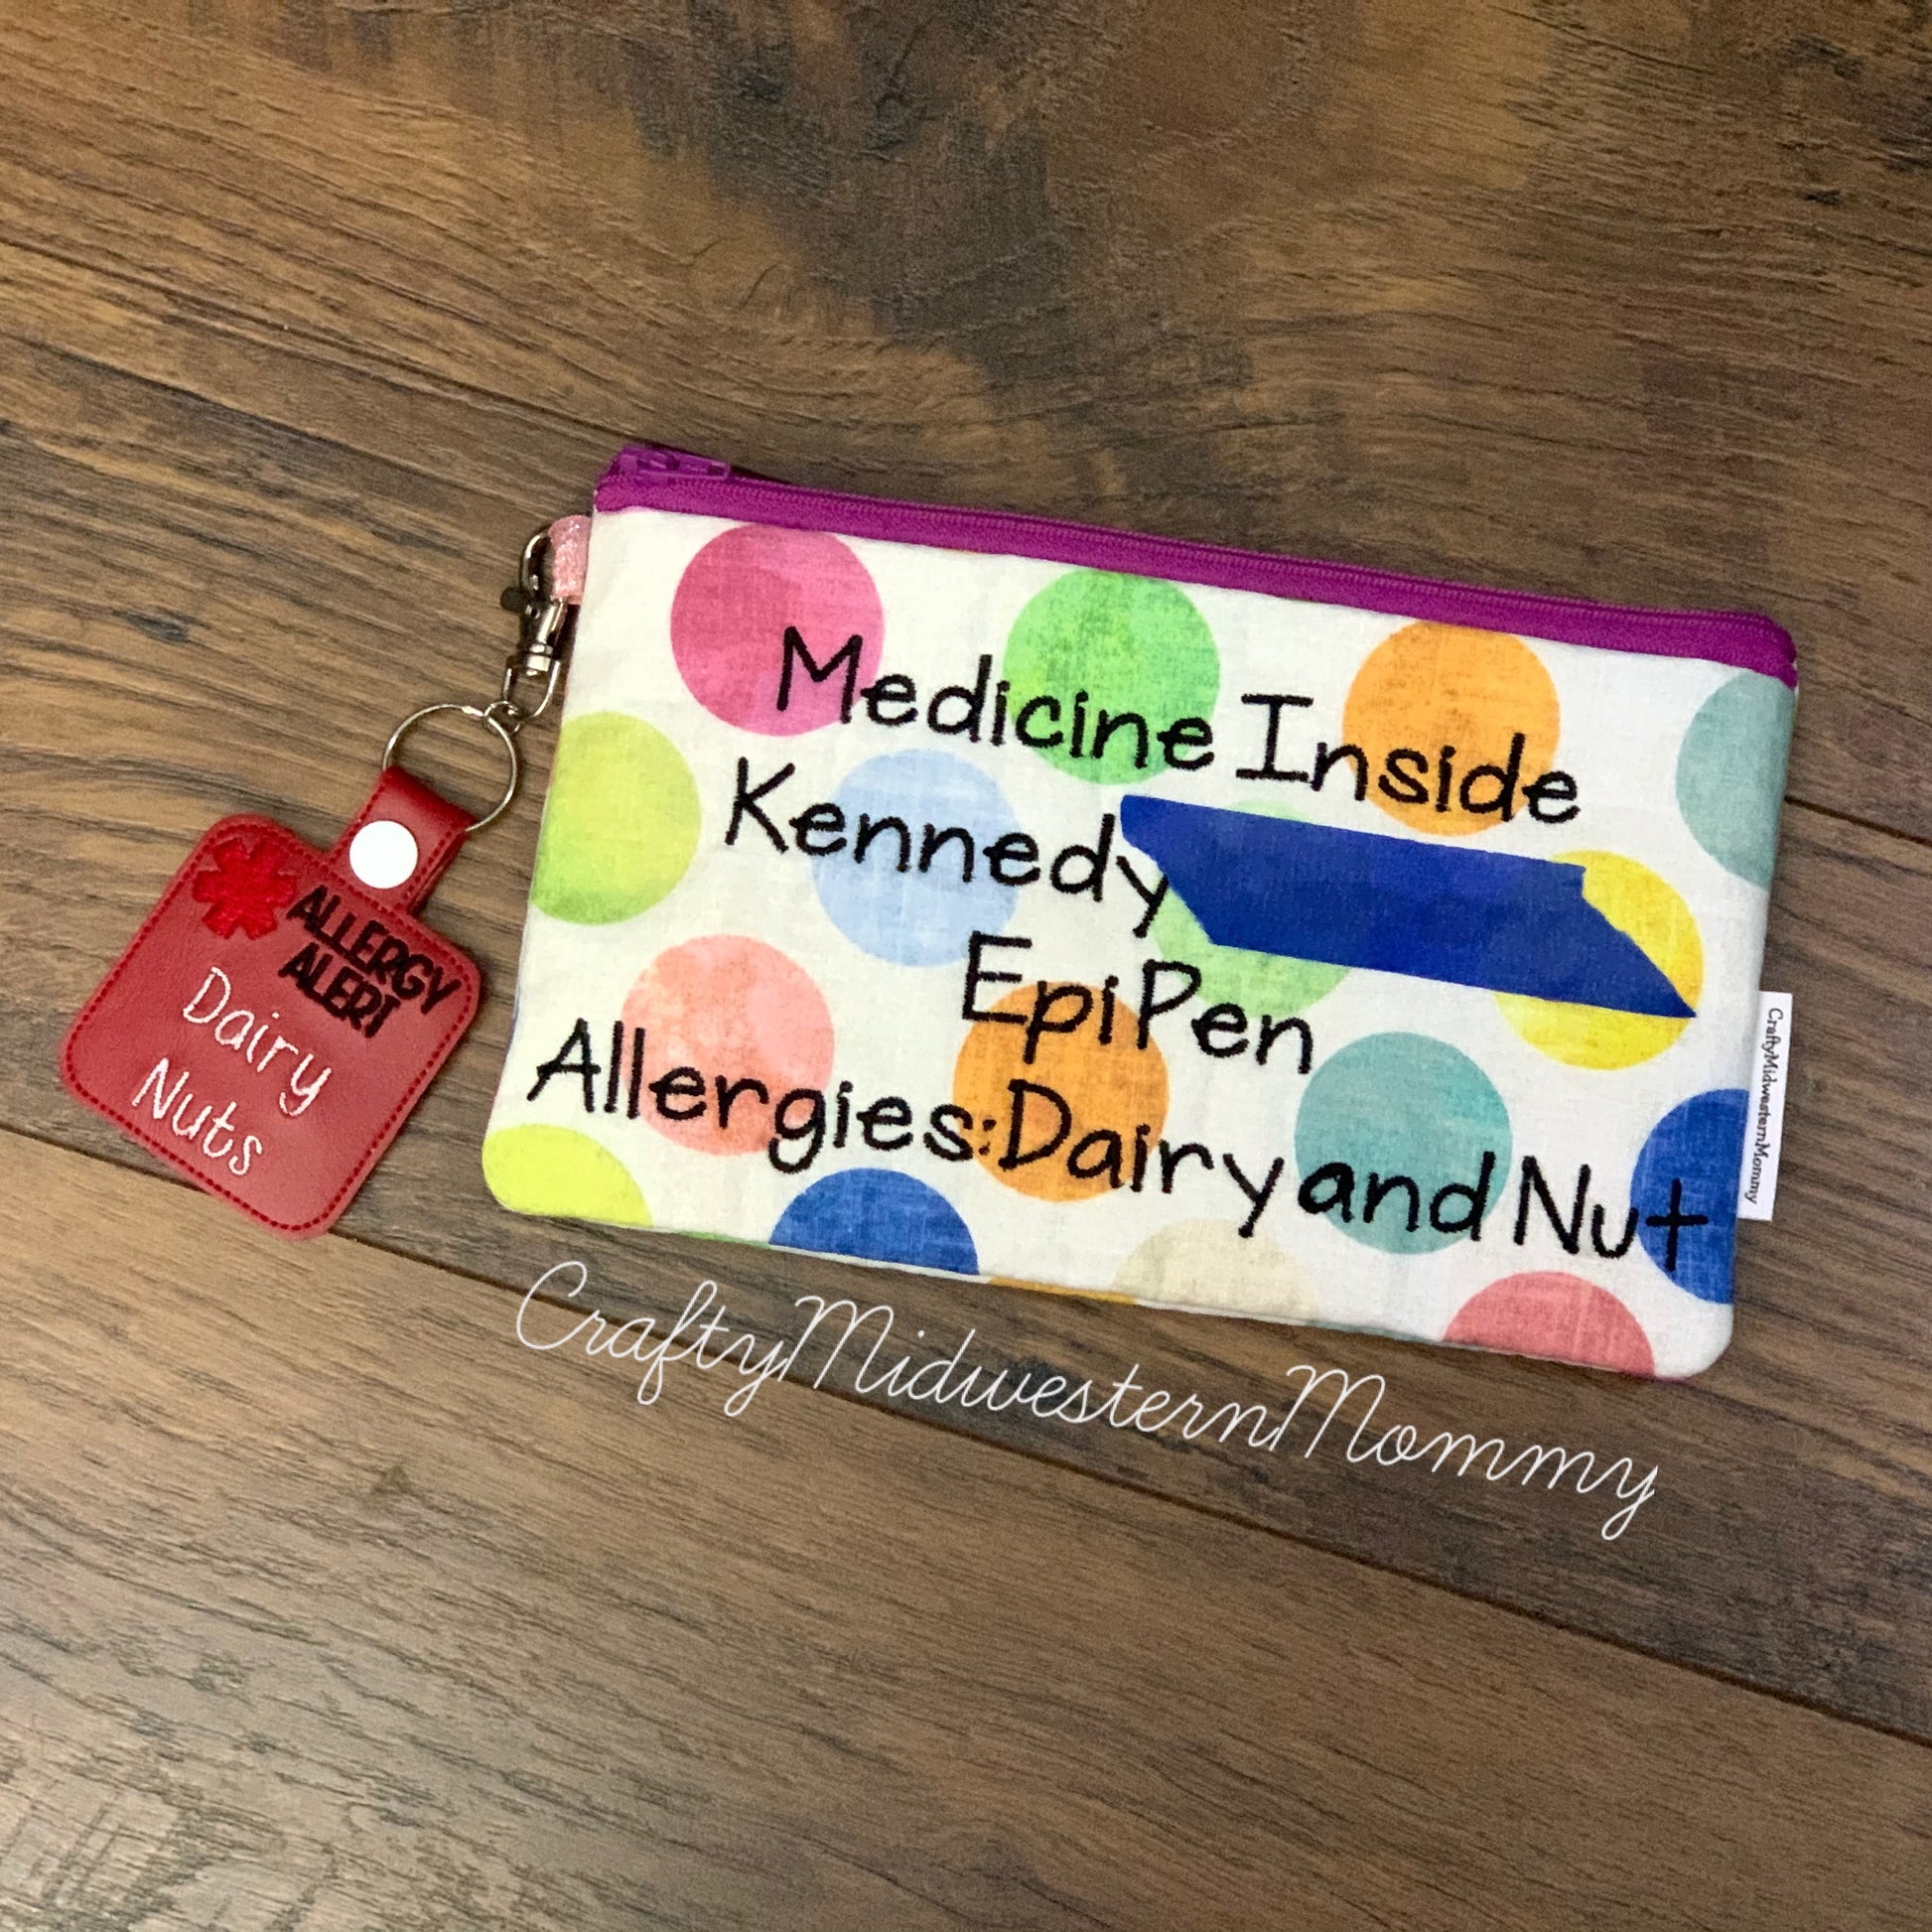 Medicine Inside
Kennedy
EpiPen
Allergies: Dairy and Nut
ALLERGY
ALERT
Dairy
Nuts
CraftyMidwesternMommy
CraftyMidwesternMommy